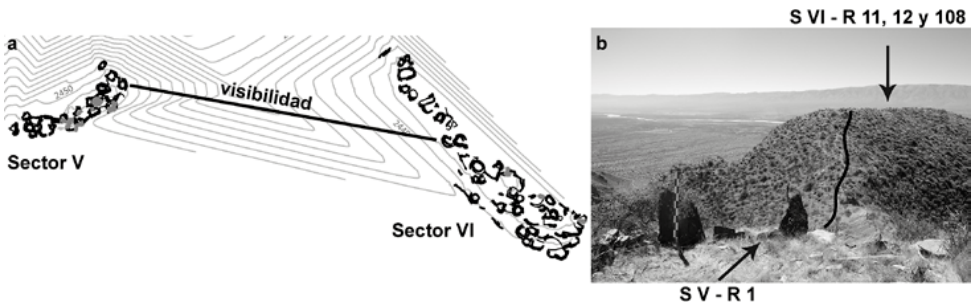 S VI - R 11, 12 y 108
a
b
visibilidad
2450
Sector V
Sector VI
S V - R 1